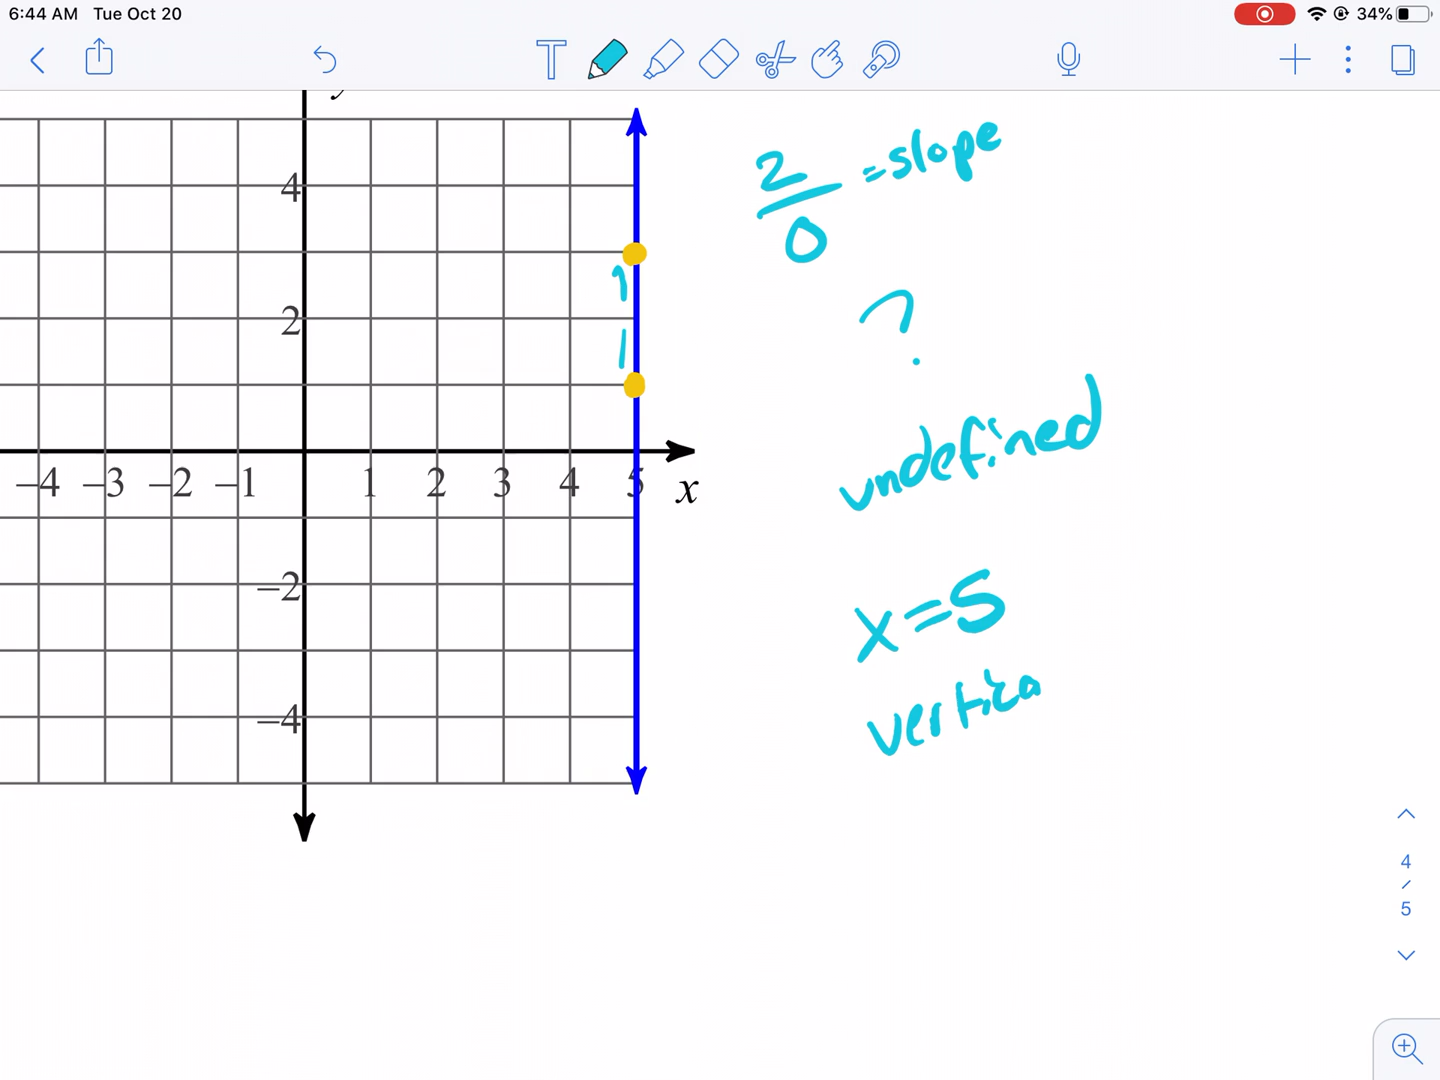 6:44 AM Tue Oct 20
34%
4
2
−4 −3 −2 −1 1 2 3 4 5
x
−2
−4
2/0 =slope
?
undefined
x=5
vertica
4
/
5